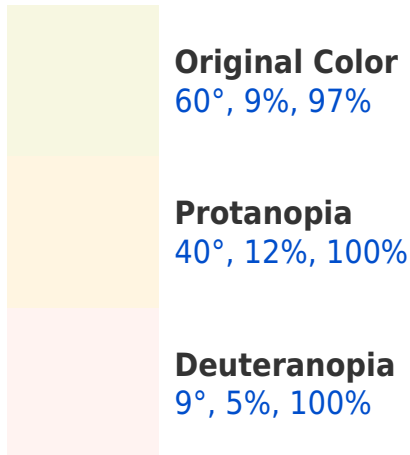 Original Color
60°, 9%, 97%
Protanopia
40°, 12%, 100%
Deuteranopia
9°, 5%, 100%